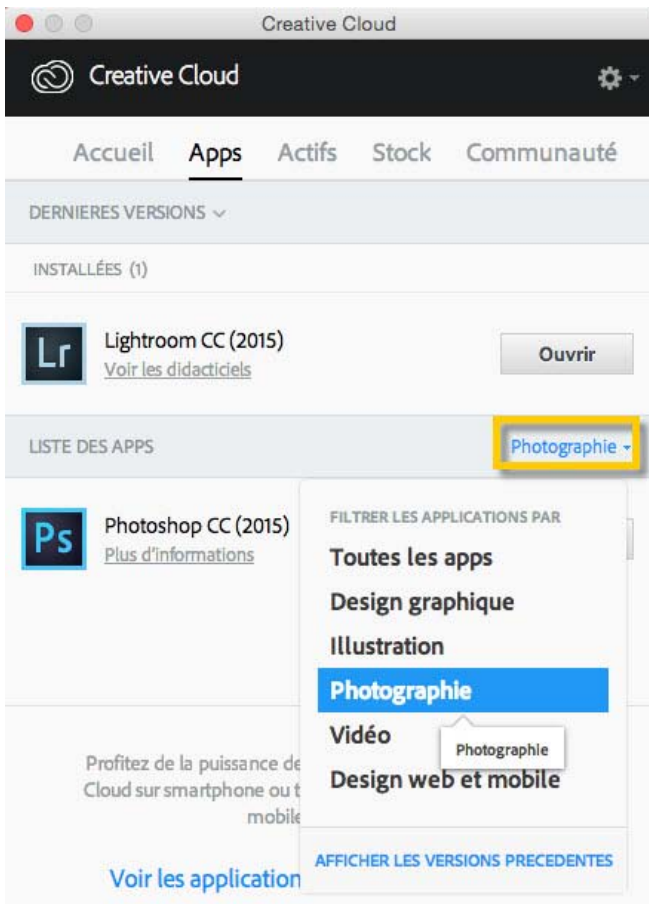 Creative Cloud
Creative Cloud
Accueil Apps Actifs Stock Communauté
DERNIERES VERSIONS
INSTALLÉES (1)
Lr
Lightroom CC (2015)
Voir les didacticiels
Ouvrir
LISTE DES APPS
Photographie
Ps
Photoshop CC (2015)
Plus d'informations
FILTRER LES APPLICATIONS PAR
Toutes les apps
Design graphique
Illustration
Photographie
Vidéo
Photographie
Design web et mobile
AFFICHER LES VERSIONS PRECEDENTES
Profitez de la puissance de
Cloud sur smartphone ou t
mobile
Voir les application